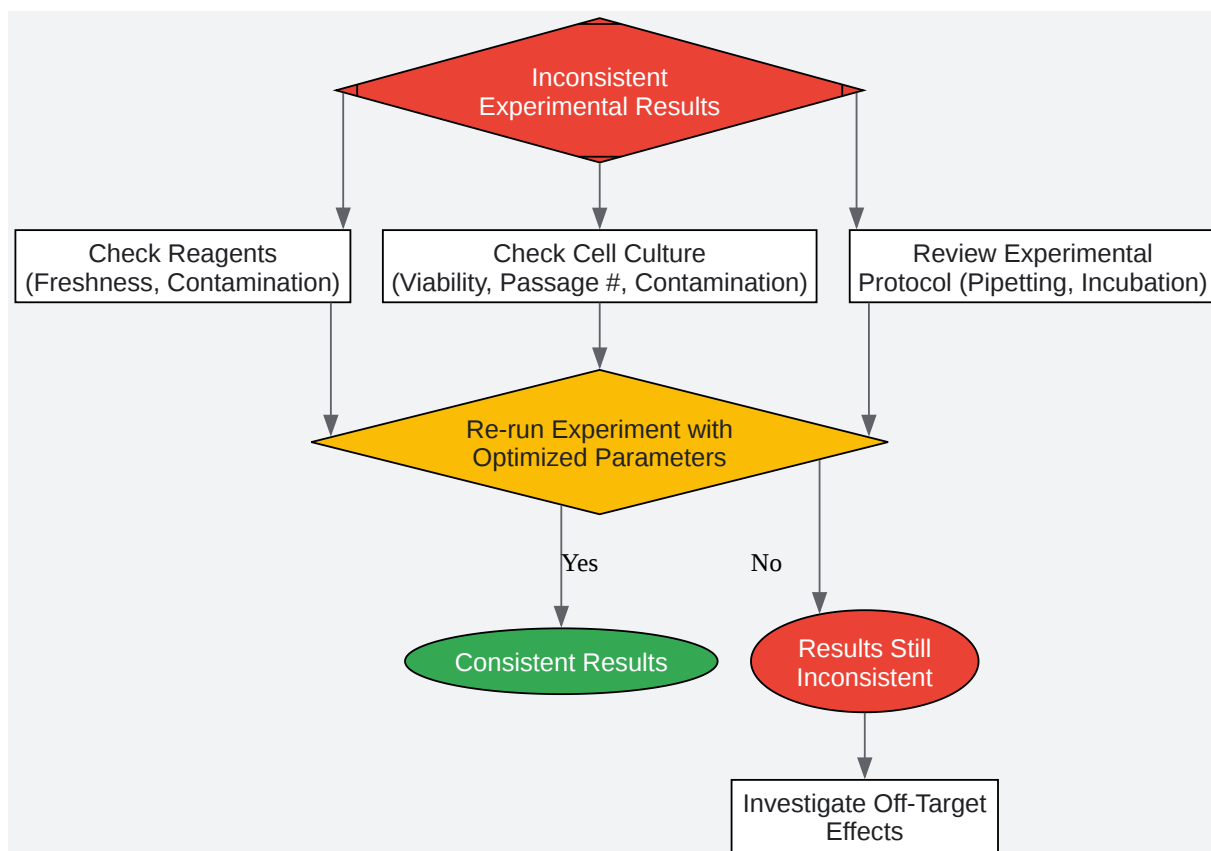 Inconsistent
Experimental Results
Check Reagents
(Freshness, Contamination)
Check Cell Culture
(Viability, Passage #, Contamination)
Review Experimental
Protocol (Pipetting, Incubation)
Re-run Experiment with
Optimized Parameters
Yes
No
Consistent Results
Results Still
Inconsistent
Investigate Off-Target
Effects